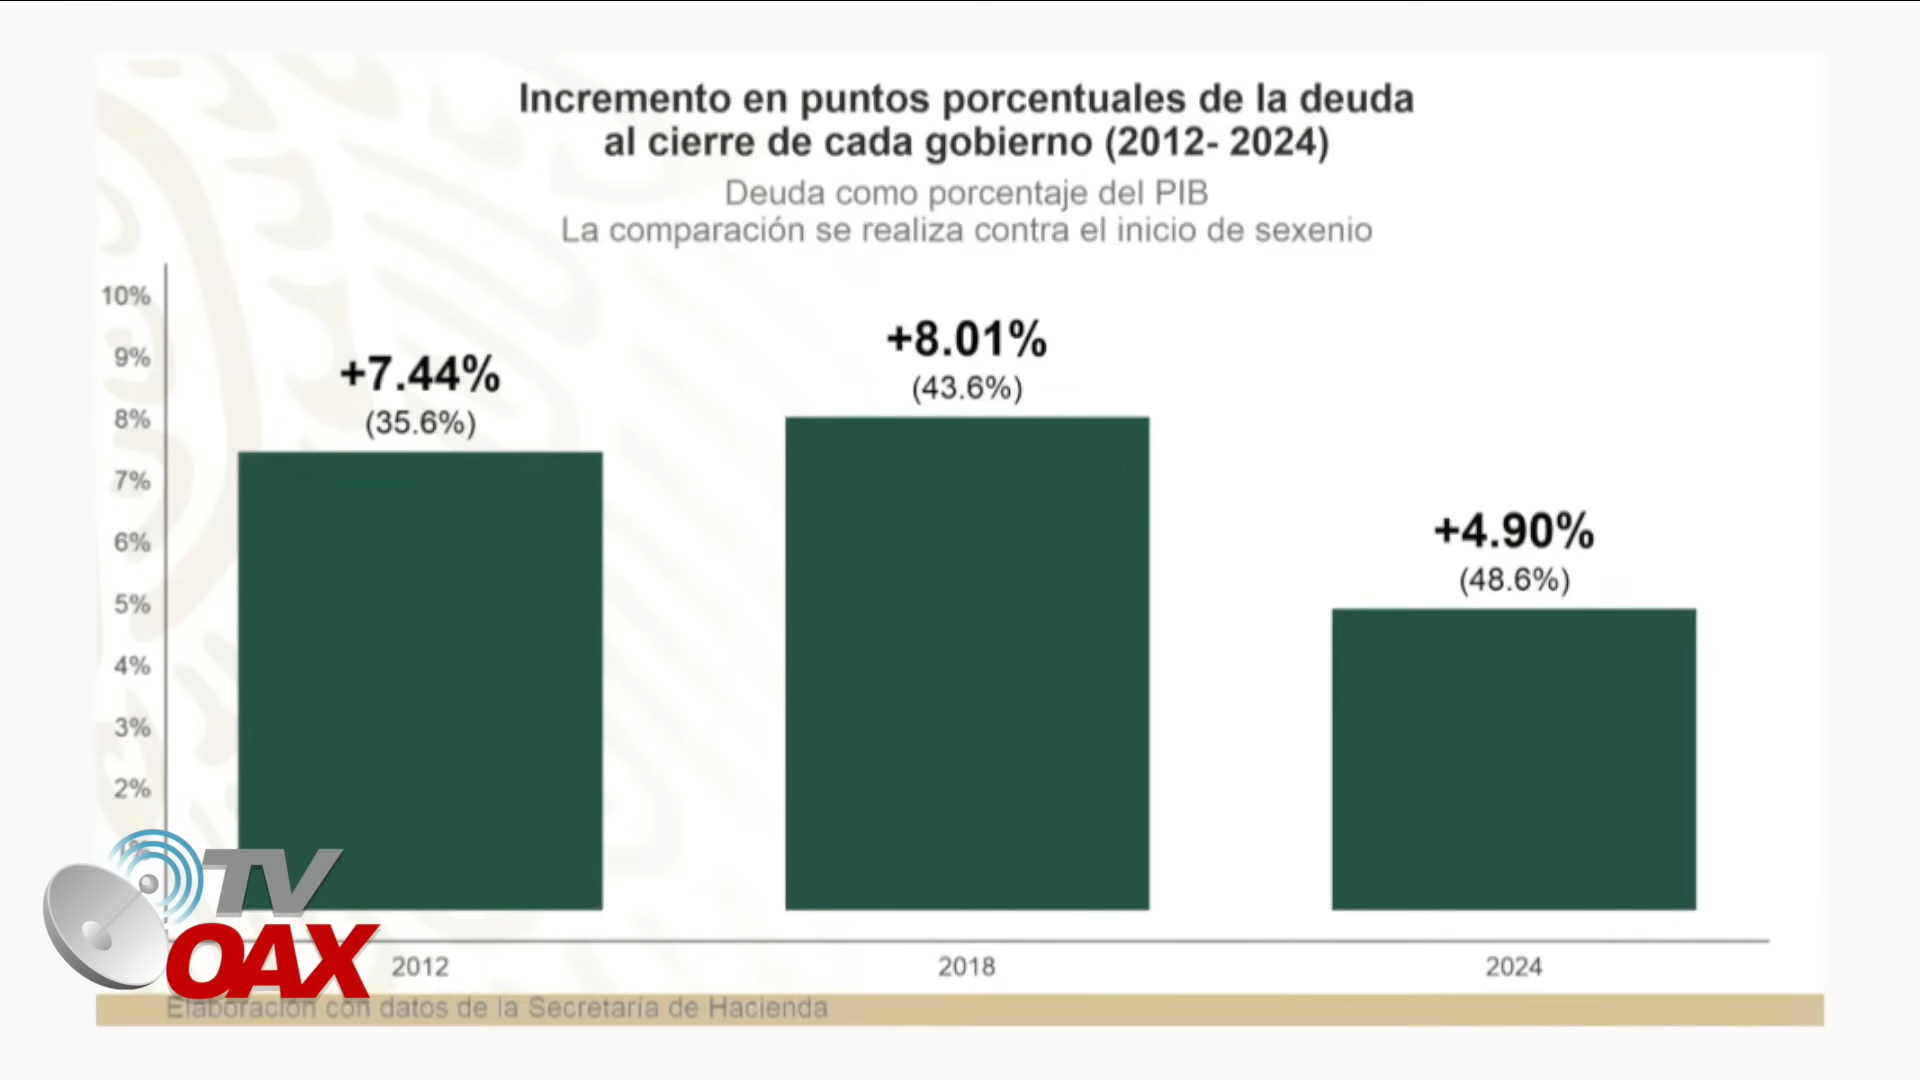 Incremento en puntos porcentuales de la deuda
al cierre de cada gobierno (2012- 2024)
Deuda como porcentaje del PIB
La comparación se realiza contra el inicio de sexenio
10%
9%
8%
7%
6%
5%
4%
3%
2%
+7.44%
(35.6%)
+8.01%
(43.6%)
+4.90%
(48.6%)
2012
2018
2024
TV
OAX
Elaboración con datos de la Secretaría de Hacienda